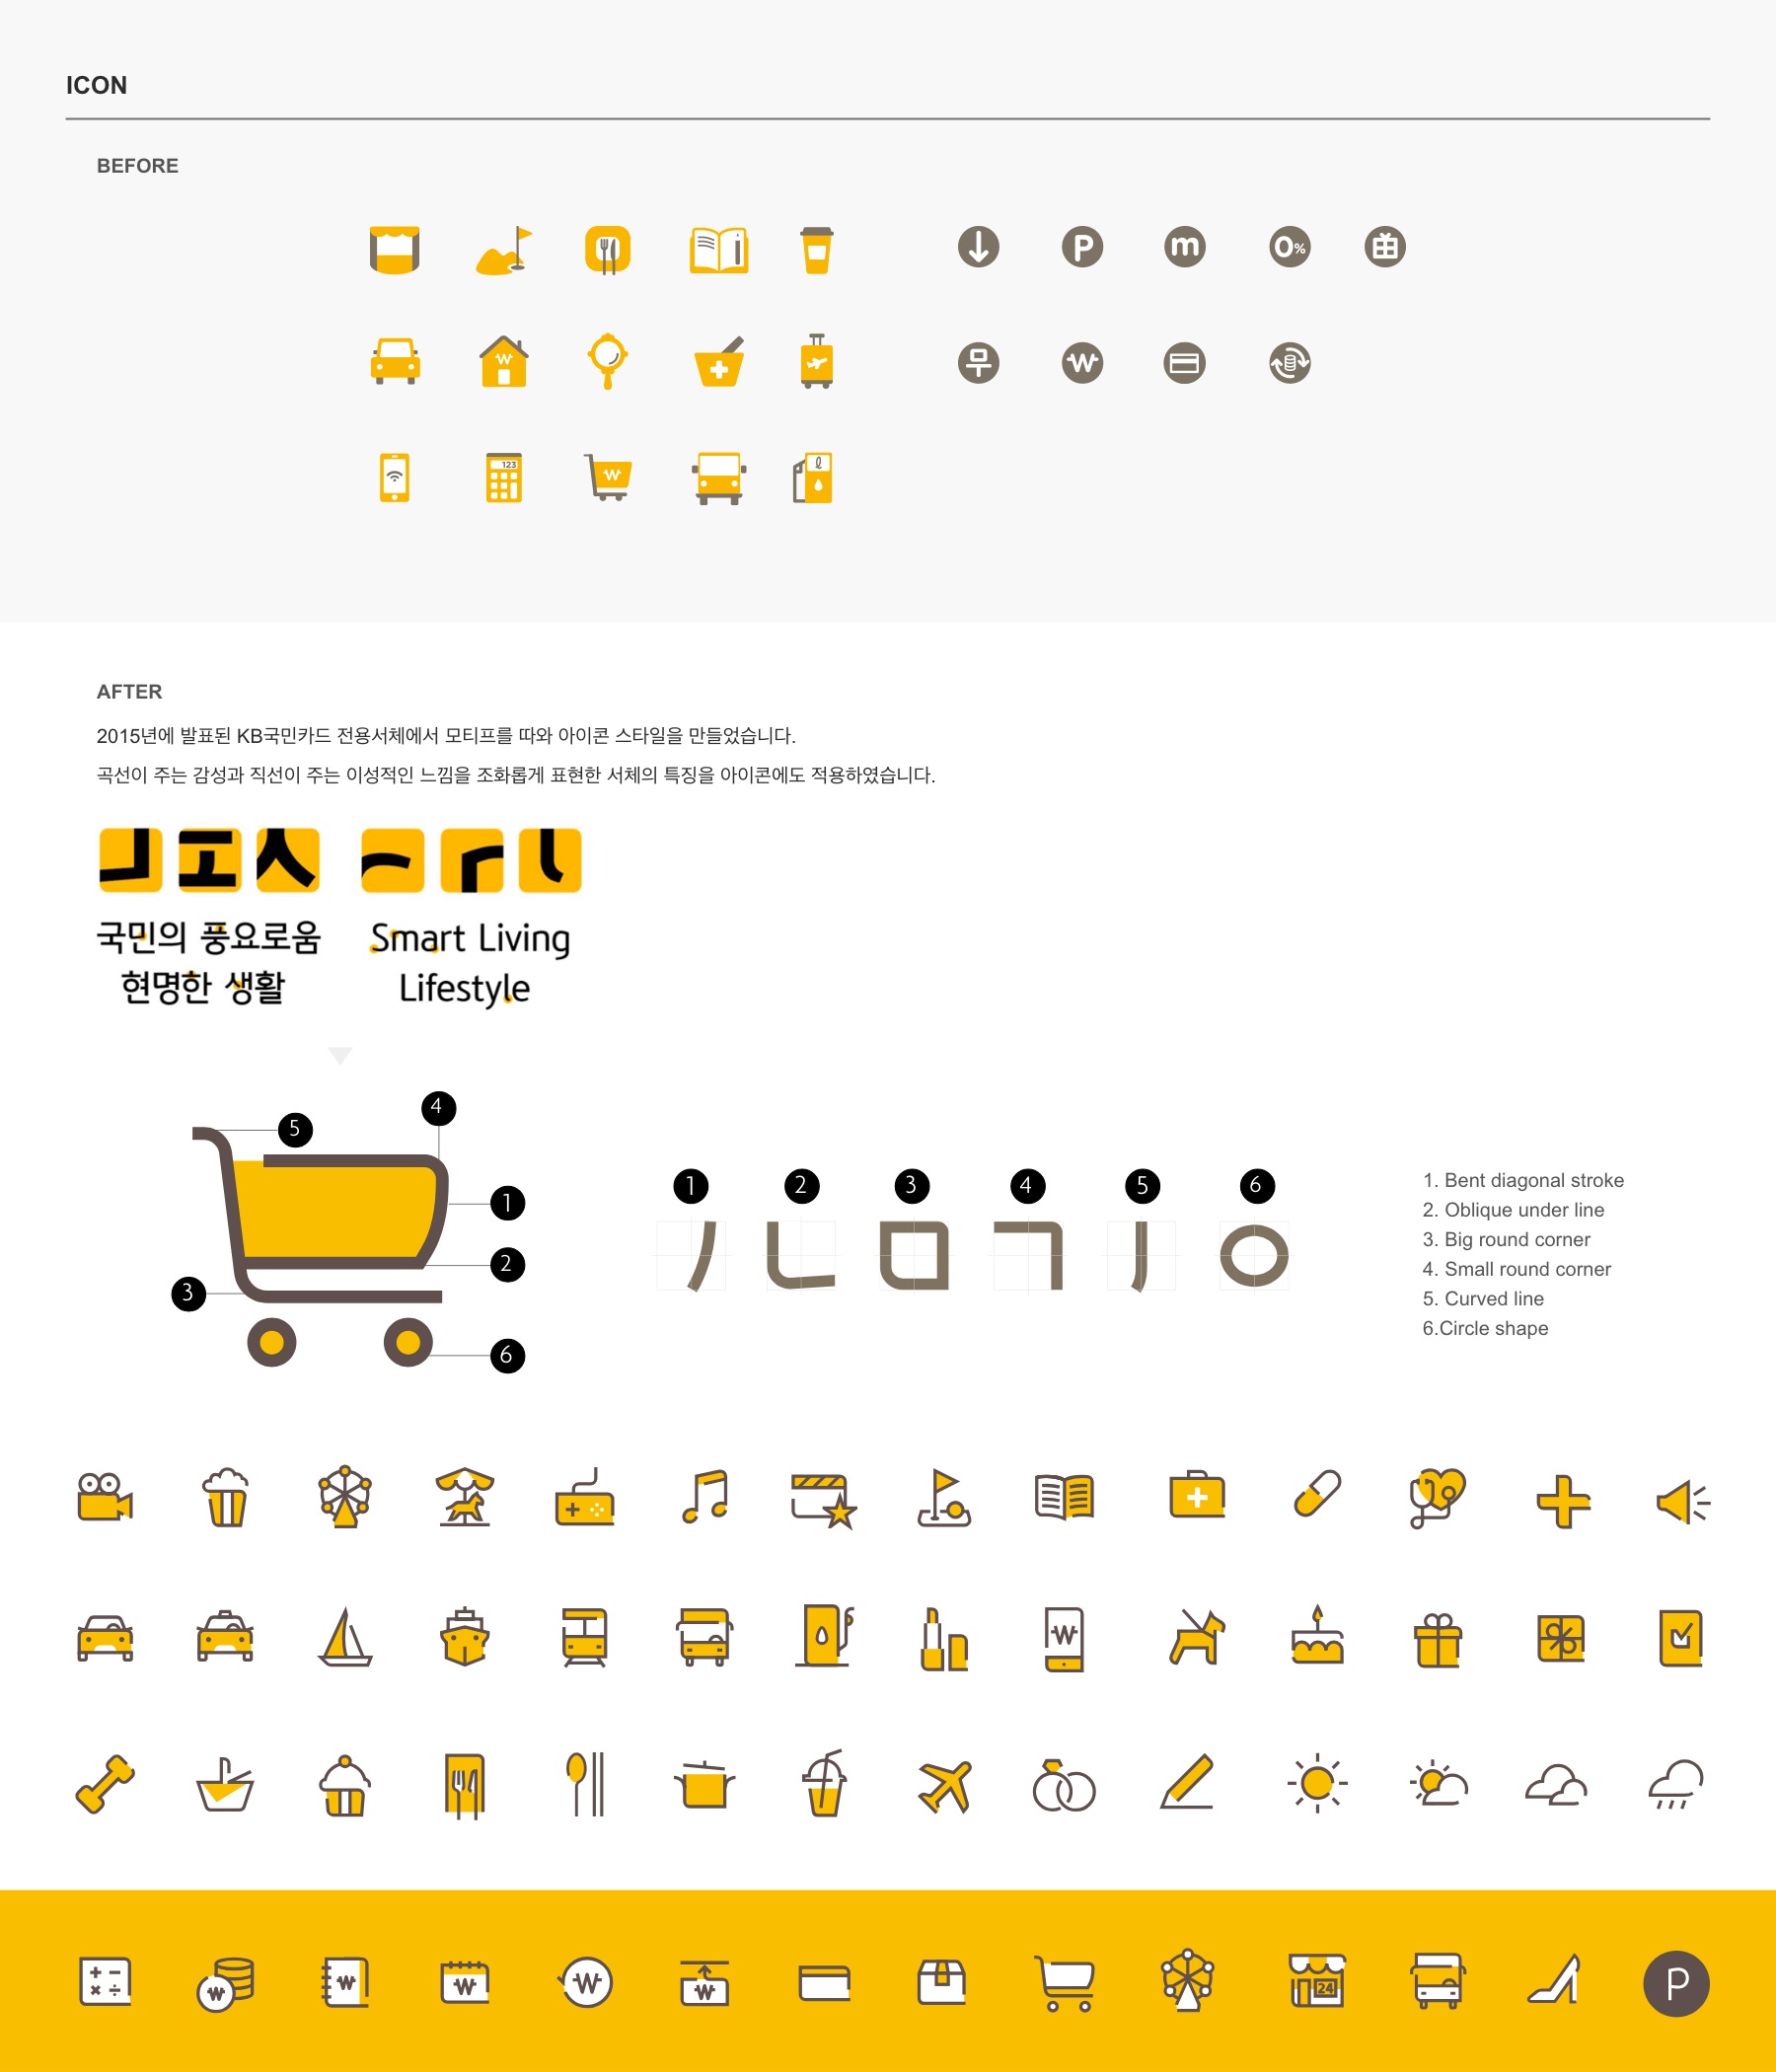 ICON
BEFORE
P
m
0%
W
W
123
W
AFTER
2015년에 발표된 KB국민카드 전용서체에서 모티프를 따와 아이콘 스타일을 만들었습니다.
곡선이 주는 감성과 직선이 주는 이성적인 느낌을 조화롭게 표현한 서체의 특징을 아이콘에도 적용하였습니다.
국민의 풍요로움
현명한 생활
Smart Living
Lifestyle
4
5
1
2
3
6
1 2 3 4 5 6
1. Bent diagonal stroke
2. Oblique under line
3. Big round corner
4. Small round corner
5. Curved line
6.Circle shape
W
W
W
W
W
W
24
P